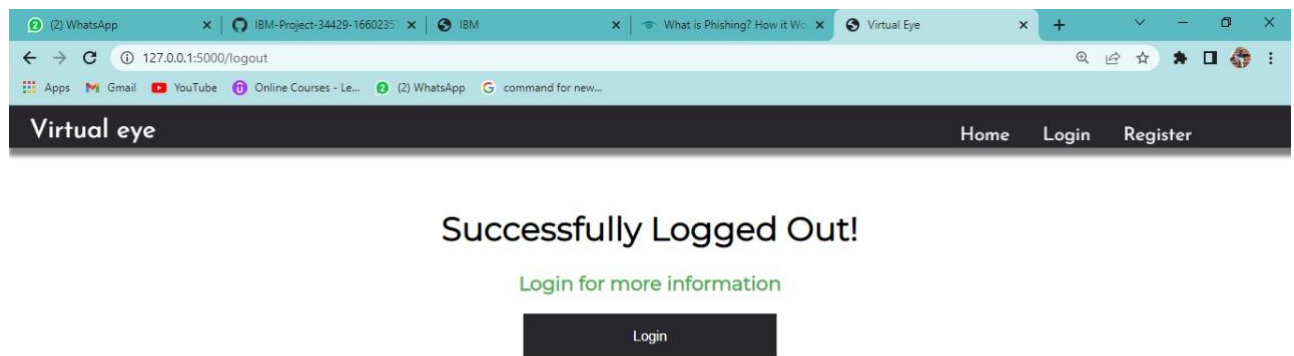 (2) WhatsApp IBM-Project-34429-1660235 IBM What is Phishing? How it Wo Virtual Eye
127.0.0.1:5000/logout
Apps Gmail YouTube Online Courses - Le... (2) WhatsApp command for new...
Virtual eye Home Login Register
Successfully Logged Out!
Login for more information
Login